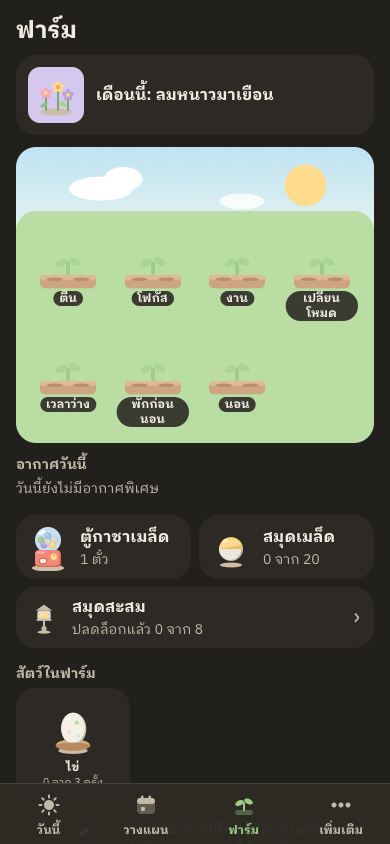 ฟาร์ม
เดือนนี้: ลมหนาวมาเยือน
ตื่น
โฟกัส
งาน
เปลี่ยน
โหมด
เวลาว่าง
พักก่อน
นอน
นอน
อากาศวันนี้
วันนี้ยังไม่มีอากาศพิเศษ
ตู้กาชาเมล็ด
1 ตั๋ว
สมุดเมล็ด
0 จาก 20
สมุดสะสม
ปลดล็อกแล้ว 0 จาก 8
สัตว์ในฟาร์ม
ไข่
0 จาก 3 ครั้ง
วันนี้
วางแผน
ฟาร์ม
เพิ่มเติม